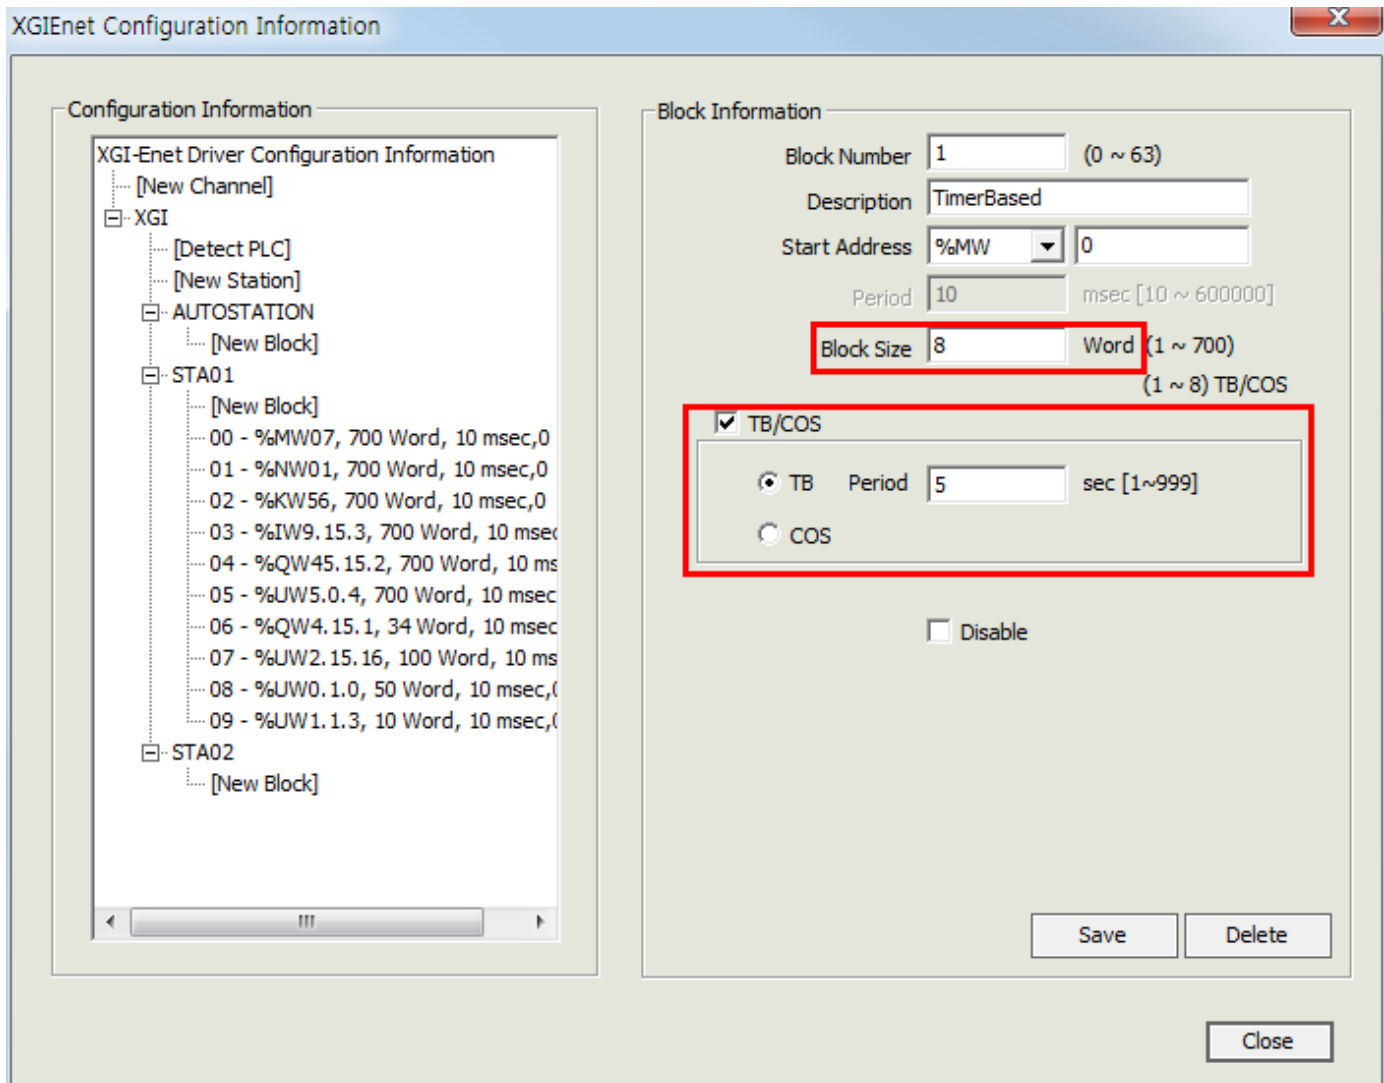 XGIEnet Configuration Information
Configuration Information
XGI-Enet Driver Configuration Information
[New Channel]
XGI
[Detect PLC]
[New Station]
AUTOSTATION
[New Block]
STA01
[New Block]
00 - %MW07, 700 Word, 10 msec,0
01 - %NW01, 700 Word, 10 msec,0
02 - %KW56, 700 Word, 10 msec,0
03 - %IW9.15.3, 700 Word, 10 msec
04 - %QW45.15.2, 700 Word, 10 ms
05 - %UW5.0.4, 700 Word, 10 msec
06 - %QW4.15.1, 34 Word, 10 msec
07 - %UW2.15.16, 100 Word, 10 ms
08 - %UW0.1.0, 50 Word, 10 msec,0
09 - %UW1.1.3, 10 Word, 10 msec,0
STA02
[New Block]
Block Information
Block Number 1 (0 ~ 63)
Description TimerBased
Start Address %MW 0
Period 10 msec [10 ~ 600000]
Block Size 8 Word (1 ~ 700)
(1 ~ 8) TB/COS
TB/COS
TB Period 5 sec [1~999]
COS
Disable
Save Delete
Close